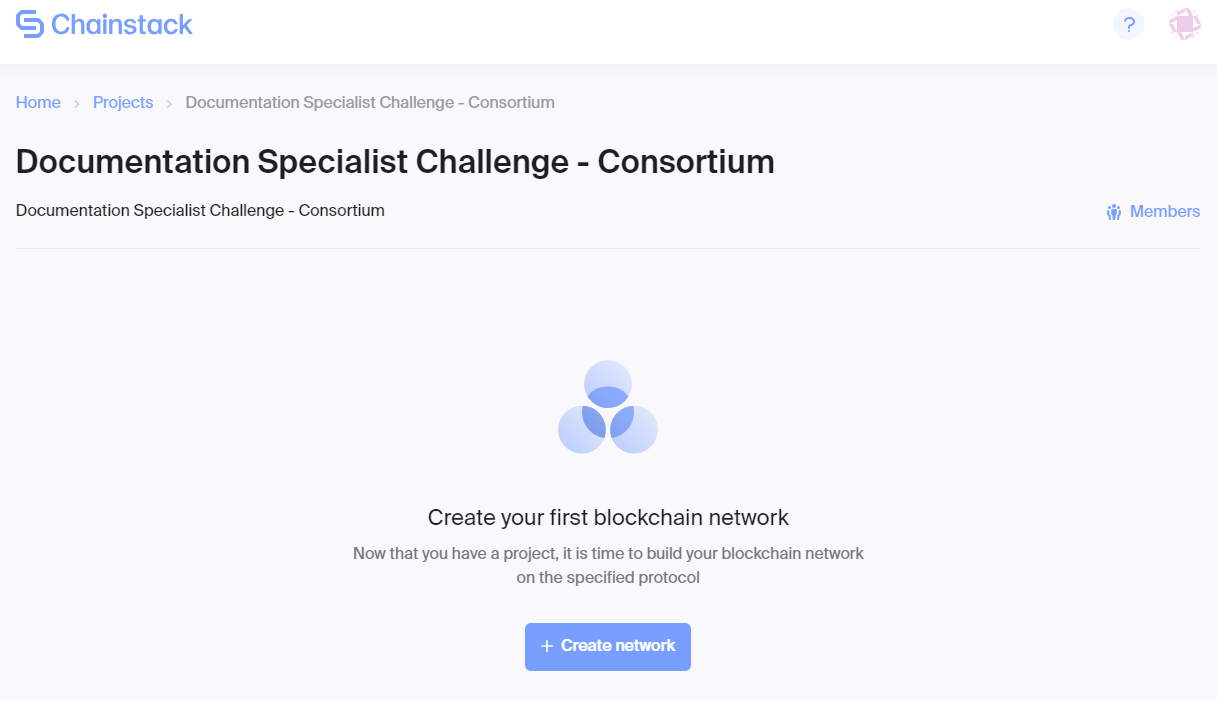 Chainstack
?
Home > Projects > Documentation Specialist Challenge - Consortium
Documentation Specialist Challenge - Consortium
Documentation Specialist Challenge - Consortium
Members
Create your first blockchain network
Now that you have a project, it is time to build your blockchain network
on the specified protocol
+ Create network